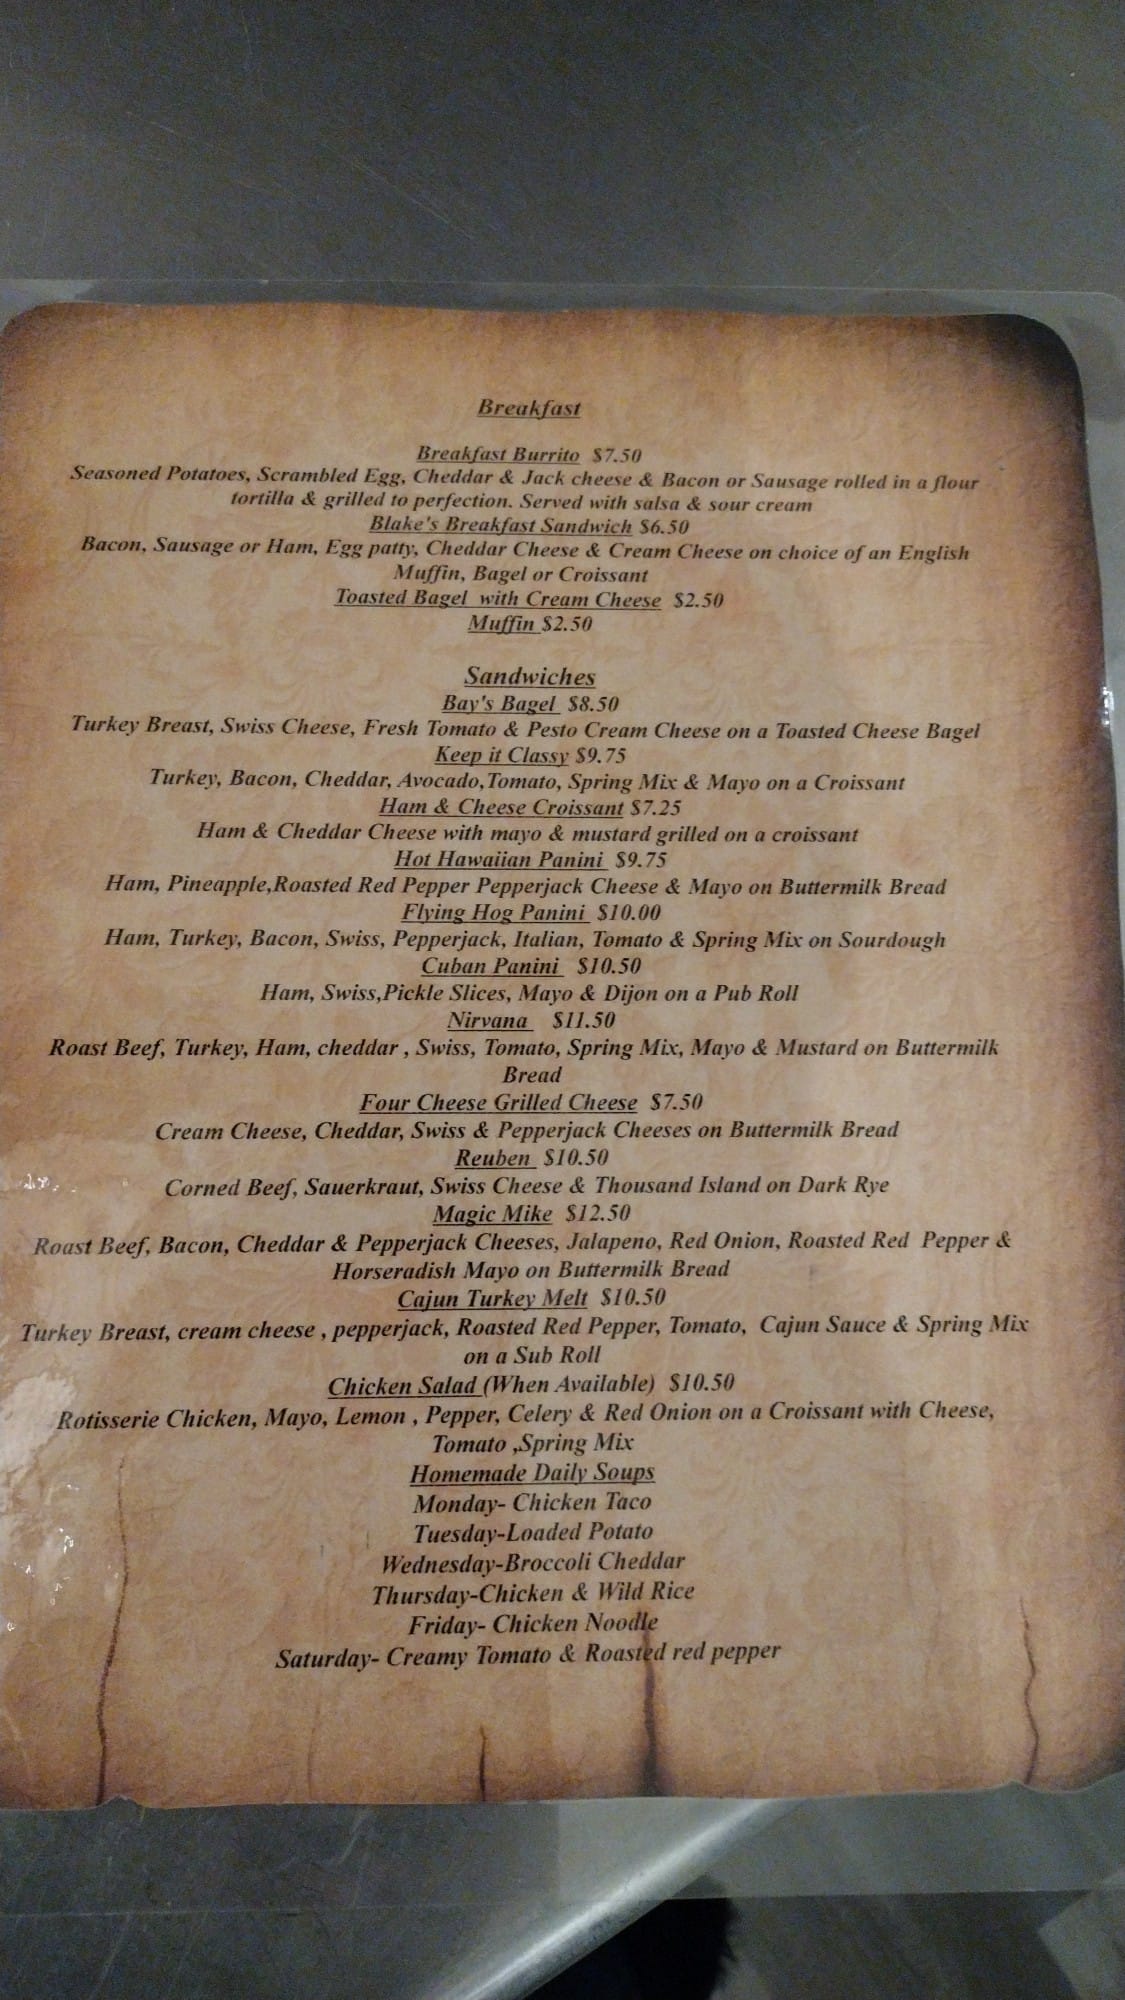 Breakfast
Breakfast Burrito $7.50
Seasoned Potatoes, Scrambled Egg, Cheddar & Jack cheese & Bacon or Sausage rolled in a flour
tortilla & grilled to perfection. Served with salsa & sour cream
Blake's Breakfast Sandwich $6.50
Bacon, Sausage or Ham, Egg patty, Cheddar Cheese & Cream Cheese on choice of an English
Muffin, Bagel or Croissant
Toasted Bagel with Cream Cheese $2.50
Muffin $2.50
Sandwiches
Bay's Bagel $8.50
Turkey Breast, Swiss Cheese, Fresh Tomato & Pesto Cream Cheese on a Toasted Cheese Bagel
Keep it Classy $9.75
Turkey, Bacon, Cheddar, Avocado,Tomato, Spring Mix & Mayo on a Croissant
Ham & Cheese Croissant $7.25
Ham & Cheddar Cheese with mayo & mustard grilled on a croissant
Hot Hawaiian Panini $9.75
Ham, Pineapple,Roasted Red Pepper Pepperjack Cheese & Mayo on Buttermilk Bread
Flying Hog Panini $10.00
Ham, Turkey, Bacon, Swiss, Pepperjack, Italian, Tomato & Spring Mix on Sourdough
Cuban Panini $10.50
Ham, Swiss,Pickle Slices, Mayo & Dijon on a Pub Roll
Nirvana $11.50
Roast Beef, Turkey, Ham, cheddar , Swiss, Tomato, Spring Mix, Mayo & Mustard on Buttermilk
Bread
Four Cheese Grilled Cheese $7.50
Cream Cheese, Cheddar, Swiss & Pepperjack Cheeses on Buttermilk Bread
Reuben $10.50
Corned Beef, Sauerkraut, Swiss Cheese & Thousand Island on Dark Rye
Magic Mike $12.50
Roast Beef, Bacon, Cheddar & Pepperjack Cheeses, Jalapeno, Red Onion, Roasted Red Pepper &
Horseradish Mayo on Buttermilk Bread
Cajun Turkey Melt $10.50
Turkey Breast, cream cheese , pepperjack, Roasted Red Pepper, Tomato, Cajun Sauce & Spring Mix
on a Sub Roll
Chicken Salad (When Available) $10.50
Rotisserie Chicken, Mayo, Lemon , Pepper, Celery & Red Onion on a Croissant with Cheese,
Tomato ,Spring Mix
Homemade Daily Soups
Monday- Chicken Taco
Tuesday-Loaded Potato
Wednesday-Broccoli Cheddar
Thursday-Chicken & Wild Rice
Friday- Chicken Noodle
Saturday- Creamy Tomato & Roasted red pepper